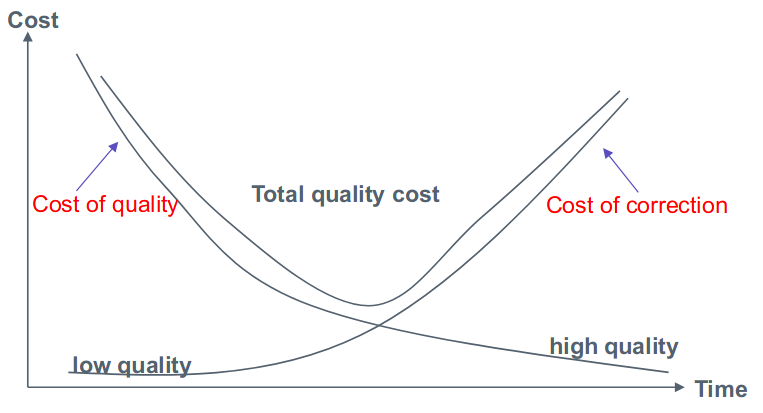 Cost
Total quality cost
Cost of quality
Cost of correction
high quality
low quality
Time